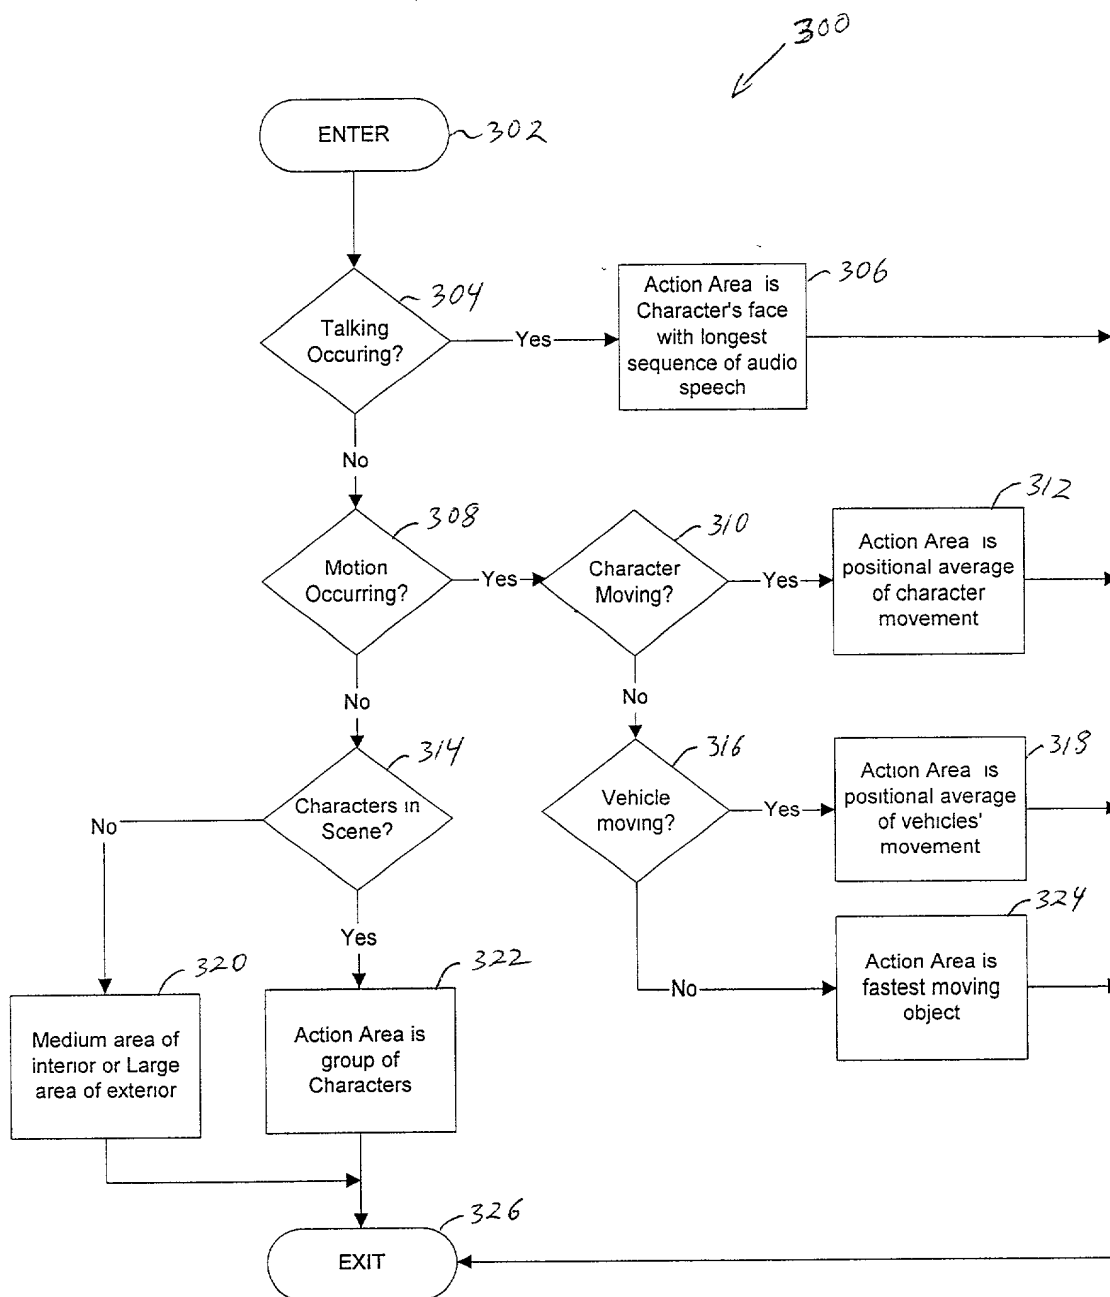 300
ENTER
302
304
Talking
Occuring?
Yes
306
Action Area is
Character's face
with longest
sequence of audio
speech
No
308
Motion
Occurring?
Yes
310
Character
Moving?
Yes
312
Action Area is
positional average
of character
movement
No
No
314
Characters in
Scene?
316
Vehicle
moving?
Yes
318
Action Area is
positional average
of vehicles'
movement
No
Yes
No
324
Action Area is
fastest moving
object
320
Medium area of
interior or Large
area of exterior
322
Action Area is
group of
Characters
326
EXIT